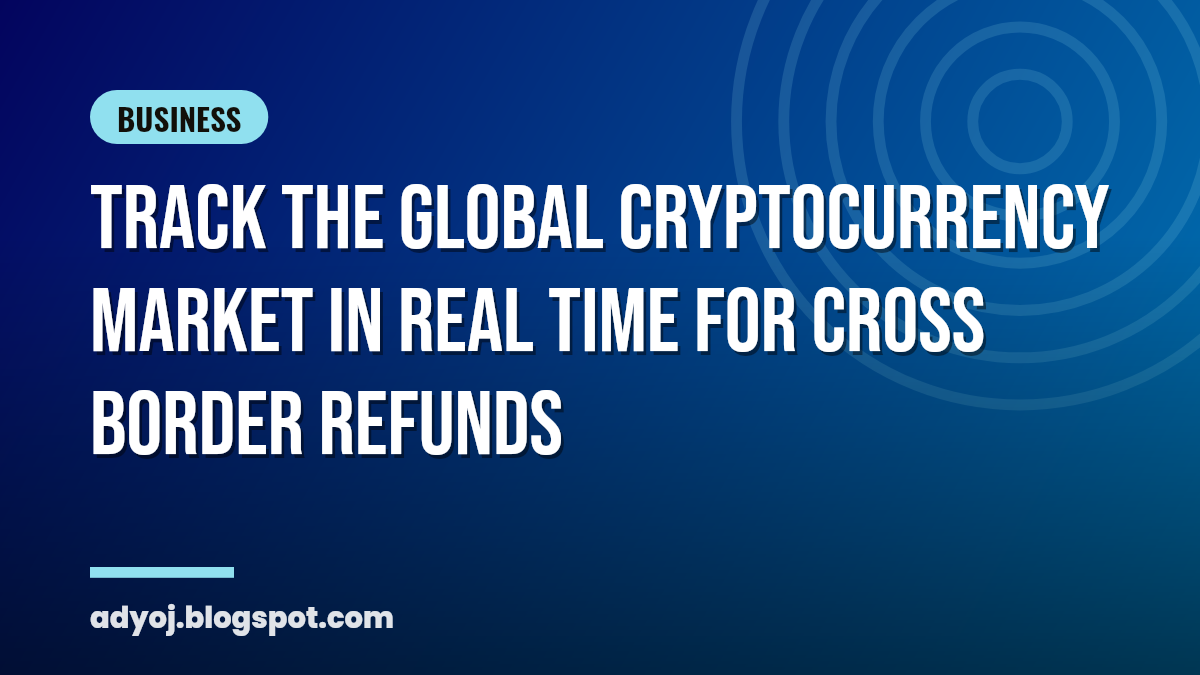 BUSINESS
TRACK THE GLOBAL CRYPTOCURRENCY
MARKET IN REAL TIME FOR CROSS
BORDER REFUNDS
adyoj.blogspot.com